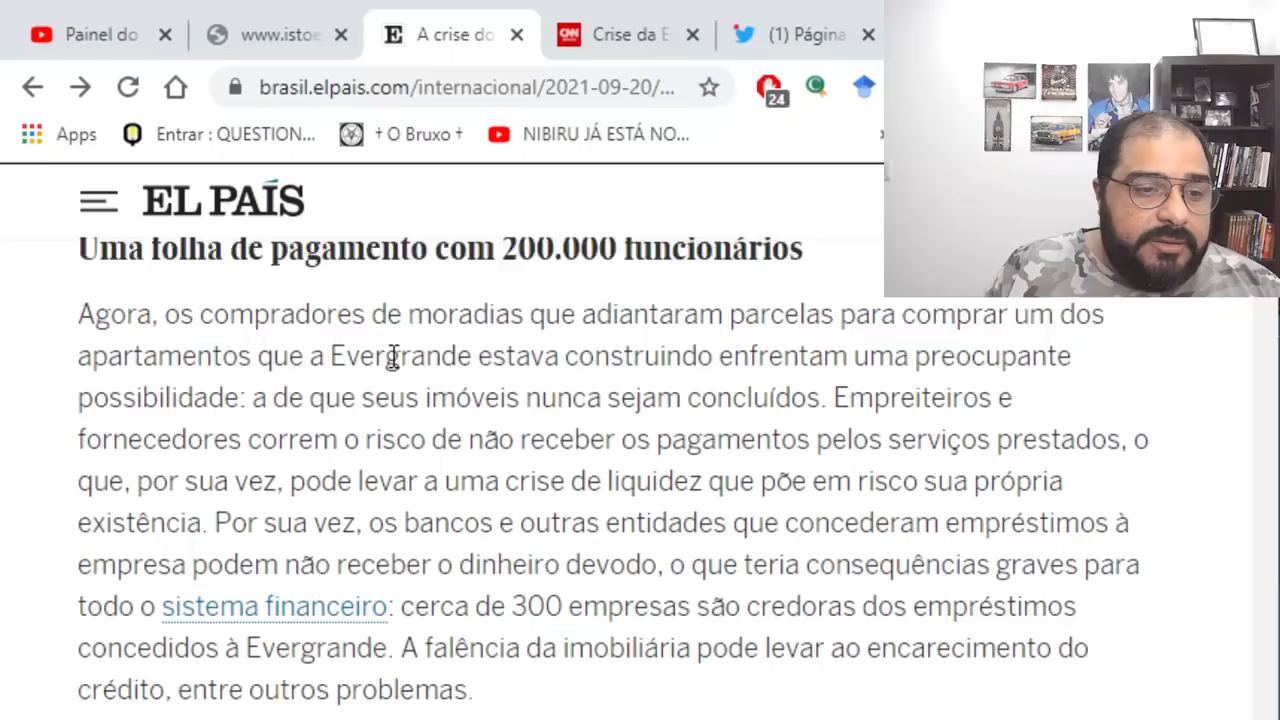 Painel do
www.istoe
A crise do
CNN
Crise da E
(1) Página
brasil.elpais.com/internacional/2021-09-20/...
24
Apps
Entrar : QUESTION...
† O Bruxo †
NIBIRU JÁ ESTÁ NO...
EL PAÍS
Uma folha de pagamento com 200.000 funcionários
Agora, os compradores de moradias que adiantaram parcelas para comprar um dos
apartamentos que a Evergrande estava construindo enfrentam uma preocupante
possibilidade: a de que seus imóveis nunca sejam concluídos. Empreiteiros e
fornecedores correm o risco de não receber os pagamentos pelos serviços prestados, o
que, por sua vez, pode levar a uma crise de liquidez que põe em risco sua própria
existência. Por sua vez, os bancos e outras entidades que concederam empréstimos à
empresa podem não receber o dinheiro devodo, o que teria consequências graves para
todo o sistema financeiro: cerca de 300 empresas são credoras dos empréstimos
concedidos à Evergrande. A falência da imobiliária pode levar ao encarecimento do
crédito, entre outros problemas.